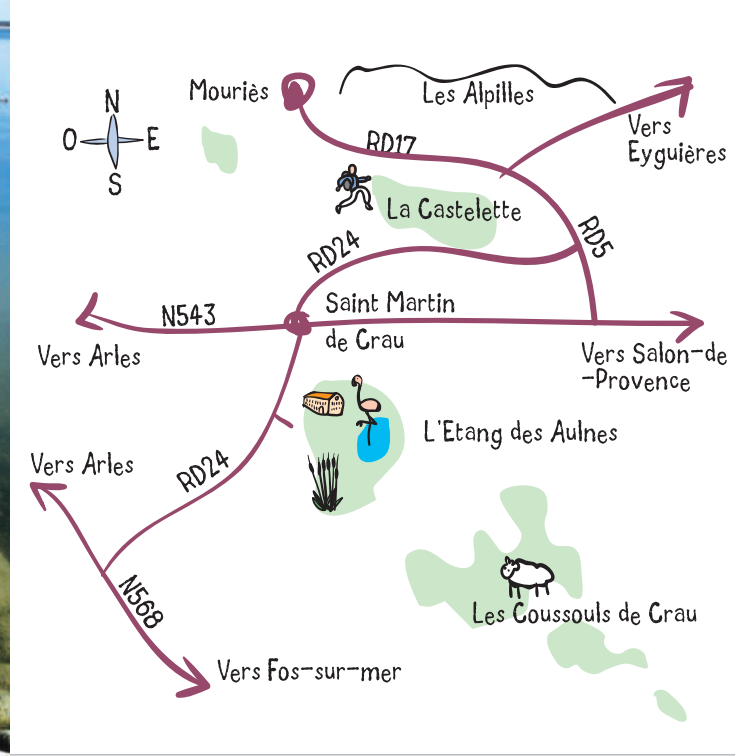 Mouriès
Les Alpilles
N
O
E
S
Vers
Eyguières
RD17
La Castelette
RD24
RD5
N543
Saint Martin
de Crau
Vers Arles
Vers Salon-de
-Provence
L'Etang des Aulnes
Vers Arles
RD24
N568
Les Coussouls de Crau
Vers Fos-sur-mer